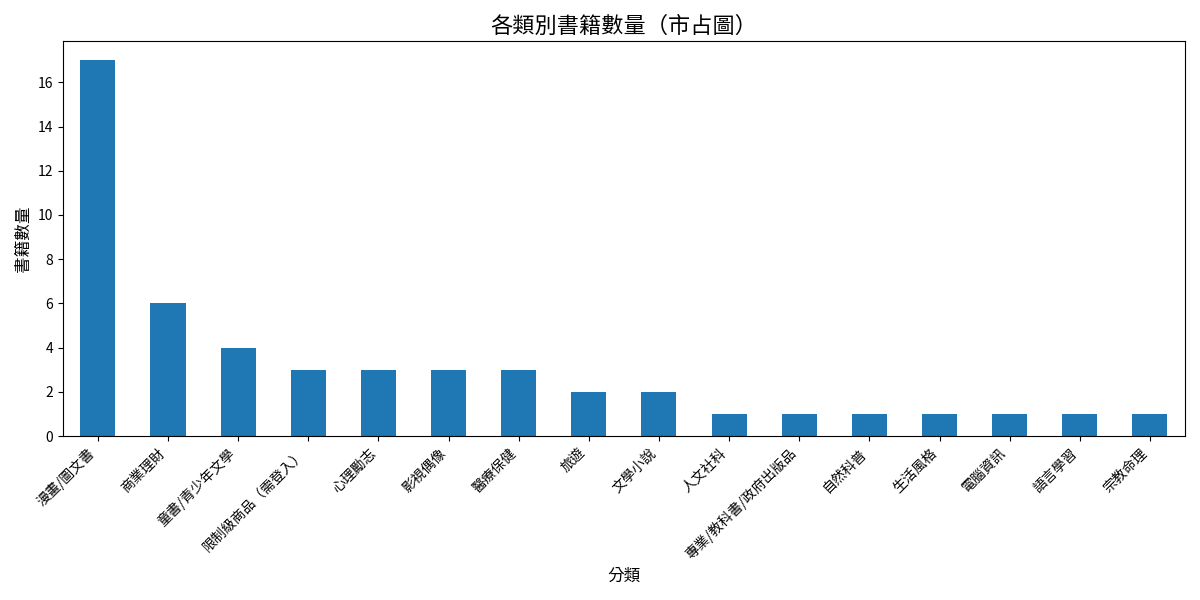 各類別書籍數量（市占圖）
書籍數量
16
14
12
10
8
6
4
2
0
漫畫/圖文書
商業理財
童書/青少年文學
限制級商品（需登入）
心理勵志
影視偶像
醫療保健
旅遊
文學小說
人文社科
專業/教科書/政府出版品
自然科普
生活風格
電腦資訊
語言學習
宗教命理
分類